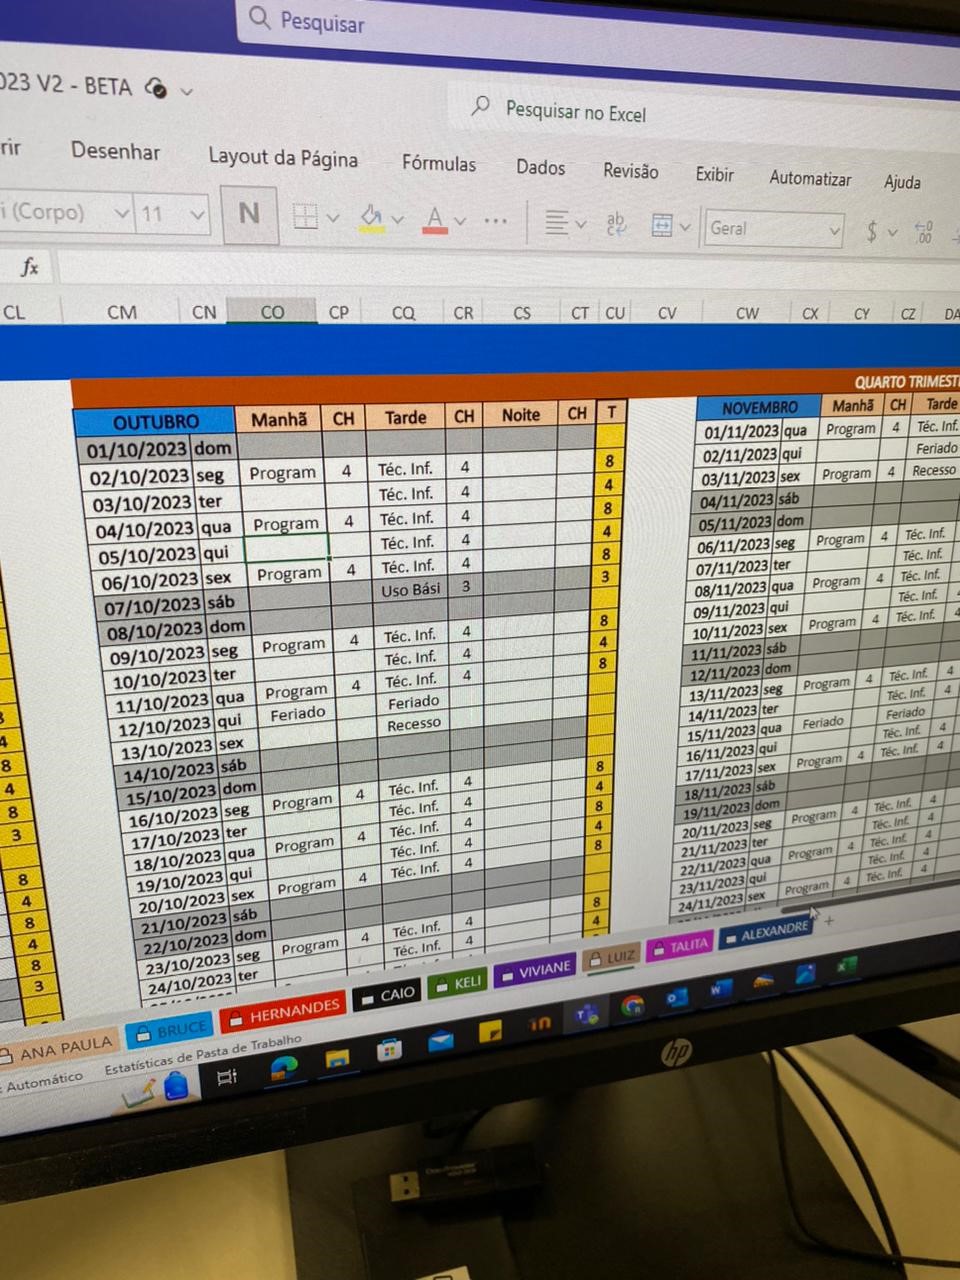 Pesquisar
023 V2 - BETA
Pesquisar no Excel
rir Desenhar Layout da Página Fórmulas Dados Revisão Exibir Automatizar Ajuda
i (Corpo) 11 N A ab Geral $
fx
CL CM CN CO CP CQ CR CS CT CU CV CW CX CY CZ DA
QUARTO TRIMEST
OUTUBRO Manhã CH Tarde CH Noite CH T
01/10/2023 dom
02/10/2023 seg Program 4 Téc. Inf. 4 8
03/10/2023 ter Téc. Inf. 4 4
04/10/2023 qua Program 4 Téc. Inf. 4 8
05/10/2023 qui Téc. Inf. 4 4
06/10/2023 sex Program 4 Téc. Inf. 4 8
07/10/2023 sáb Uso Bási 3 3
08/10/2023 dom
09/10/2023 seg Program 4 Téc. Inf. 4 8
10/10/2023 ter Téc. Inf. 4 4
11/10/2023 qua Program 4 Téc. Inf. 4 8
12/10/2023 qui Feriado Feriado
13/10/2023 sex Recesso
14/10/2023 sáb
15/10/2023 dom
16/10/2023 seg Program 4 Téc. Inf. 4 8
17/10/2023 ter Téc. Inf. 4 4
18/10/2023 qua Program 4 Téc. Inf. 4 8
19/10/2023 qui Téc. Inf. 4 4
20/10/2023 sex Program 4 Téc. Inf. 4 8
21/10/2023 sáb
22/10/2023 dom
23/10/2023 seg Program 4 Téc. Inf. 4 8
24/10/2023 ter Téc. Inf. 4 4
NOVEMBRO Manhã CH Tarde
01/11/2023 qua Program 4 Téc. Inf.
02/11/2023 qui Feriado
03/11/2023 sex Program 4 Recesso
04/11/2023 sáb
05/11/2023 dom
06/11/2023 seg Program 4 Téc. Inf.
07/11/2023 ter Téc. Inf.
08/11/2023 qua Program 4 Téc. Inf.
09/11/2023 qui Téc. Inf. 4
10/11/2023 sex Program 4 Téc. Inf. 4
11/11/2023 sáb
12/11/2023 dom
13/11/2023 seg Program 4 Téc. Inf. 4
14/11/2023 ter Téc. Inf. 4
15/11/2023 qua Feriado Feriado
16/11/2023 qui Téc. Inf. 4
17/11/2023 sex Program 4 Téc. Inf. 4
18/11/2023 sáb
19/11/2023 dom
20/11/2023 seg Program 4 Téc. Inf. 4
21/11/2023 ter Téc. Inf. 4
22/11/2023 qua Program 4 Téc. Inf. 4
23/11/2023 qui Téc. Inf. 4
24/11/2023 sex Program 4 Téc. Inf. 4
4
8
4
8
3
8
4
8
4
8
3
ANA PAULA BRUCE HERNANDES CAIO KELI VIVIANE LUIZ TALITA ALEXANDRE
Automático Estatísticas de Pasta de Trabalho
hp